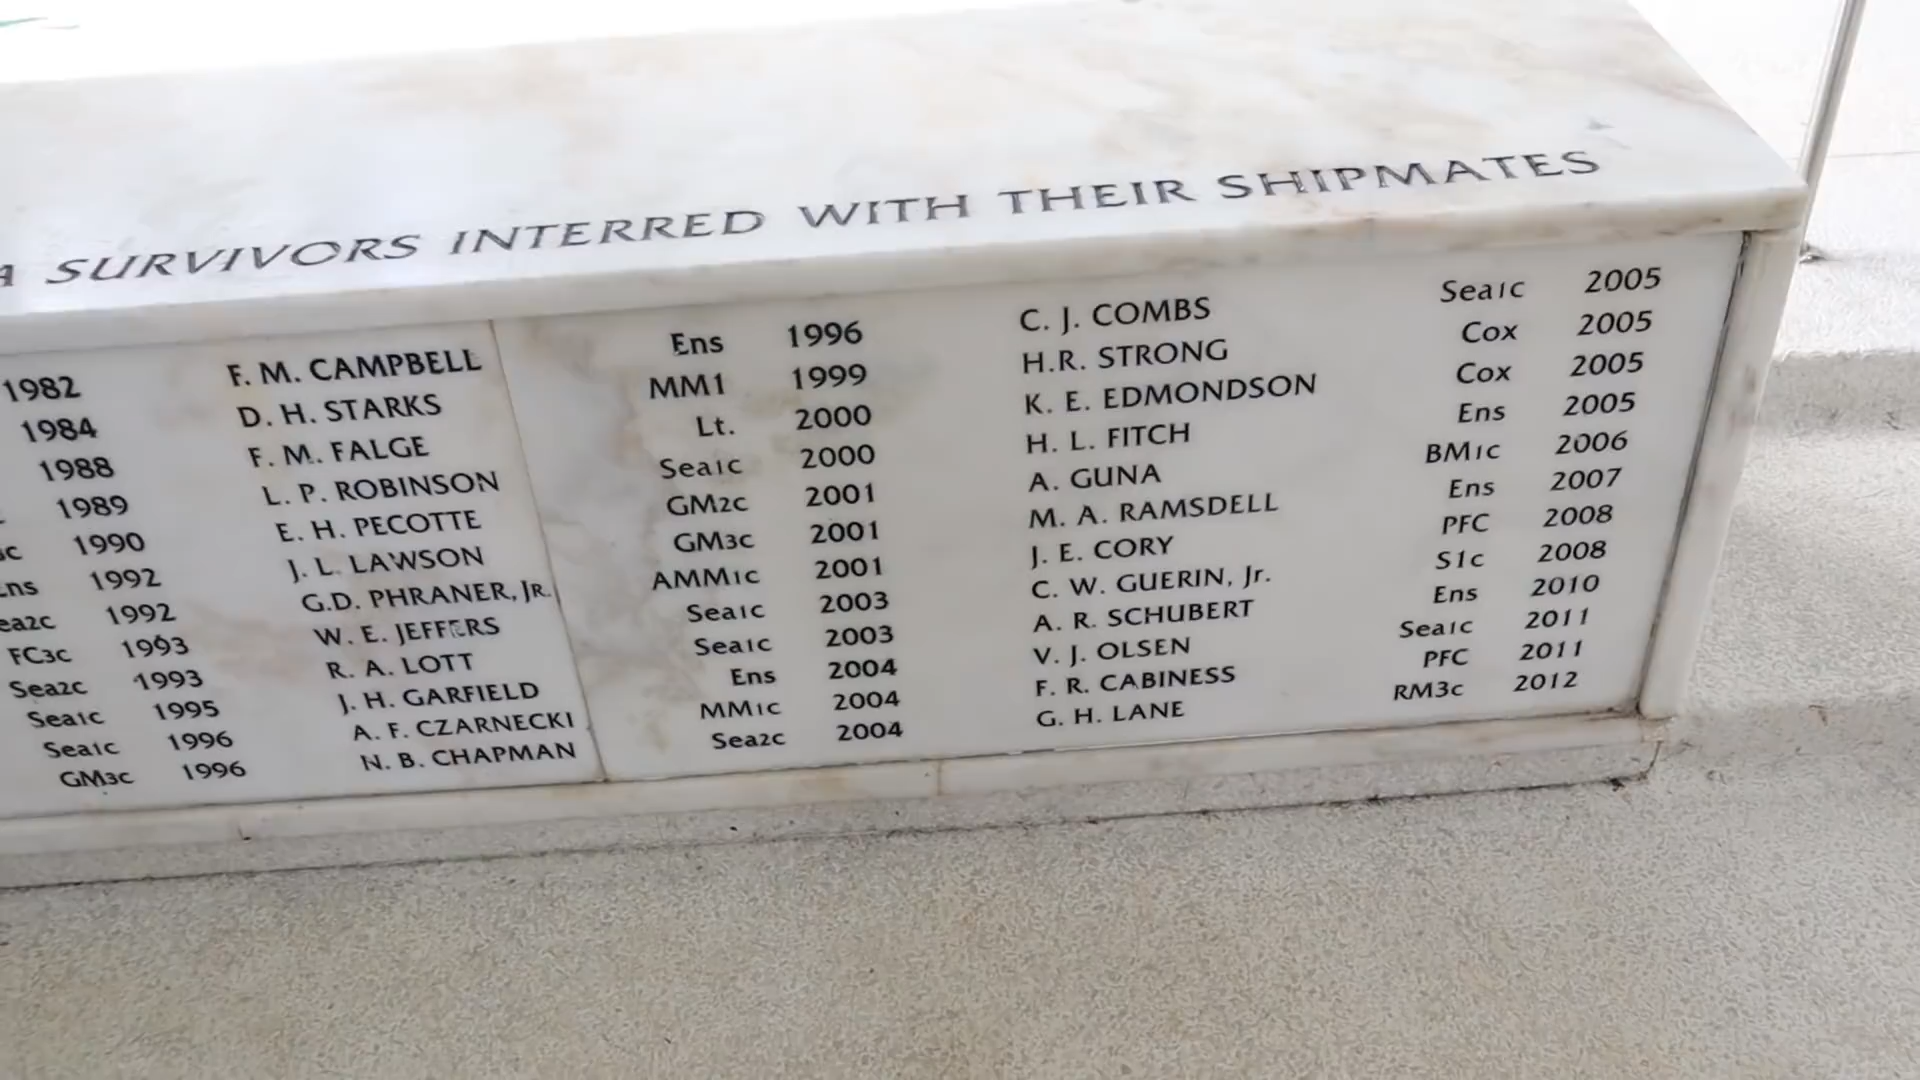 A SURVIVORS INTERRED WITH THEIR SHIPMATES
1982 F. M. CAMPBELL Ens 1996 C. J. COMBS Sea1c 2005
1984 D. H. STARKS MM1 1999 H.R. STRONG Cox 2005
1988 F. M. FALGE Lt. 2000 K. E. EDMONDSON Cox 2005
1989 L. P. ROBINSON Sea1c 2000 H. L. FITCH Ens 2005
1990 E. H. PECOTTE GM2c 2001 A. GUNA BM1c 2006
Ens 1992 J. L. LAWSON GM3c 2001 M. A. RAMSDELL Ens 2007
Sea2c 1992 G.D. PHRANER, JR. AMM1c 2001 J. E. CORY PFC 2008
FC3c 1993 W. E. JEFFERS Sea1c 2003 C. W. GUERIN, Jr. S1c 2008
Sea2c 1993 R. A. LOTT Sea1c 2003 A. R. SCHUBERT Ens 2010
Sea1c 1995 J. H. GARFIELD Ens 2004 V. J. OLSEN Sea1c 2011
Sea1c 1996 A. F. CZARNECKI MM1c 2004 F. R. CABINESS PFC 2011
GM3c 1996 N. B. CHAPMAN Sea2c 2004 G. H. LANE RM3c 2012